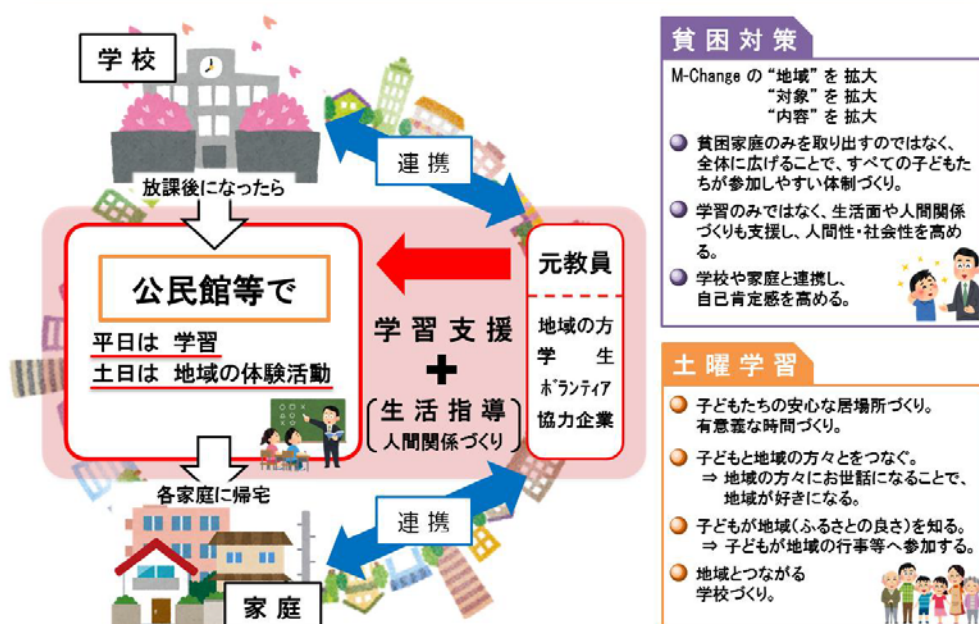 学校
連携
放課後になったら
公民館等で
平日は 学習
土日は 地域の体験活動
学習支援
+
生活指導
人間関係づくり
元教員
地域の方
学 生
ボランティア
協力企業
各家庭に帰宅
連携
家庭
貧困対策
M-Change の “地域” を 拡大
“対象” を 拡大
“内容” を 拡大
貧困家庭のみを取り出すのではなく、
全体に広げることで、すべての子どもた
ちが参加しやすい体制づくり。
学習のみではなく、生活面や人間関係
づくりも支援し、人間性・社会性を高め
る。
学校や家庭と連携し、
自己肯定感を高める。
土曜学習
子どもたちの安心な居場所づくり。
有意義な時間づくり。
子どもと地域の方々とをつなぐ。
⇒ 地域の方々にお世話になることで、
地域が好きになる。
子どもが地域(ふるさとの良さ)を知る。
⇒ 子どもが地域の行事等へ参加する。
地域とつながる
学校づくり。